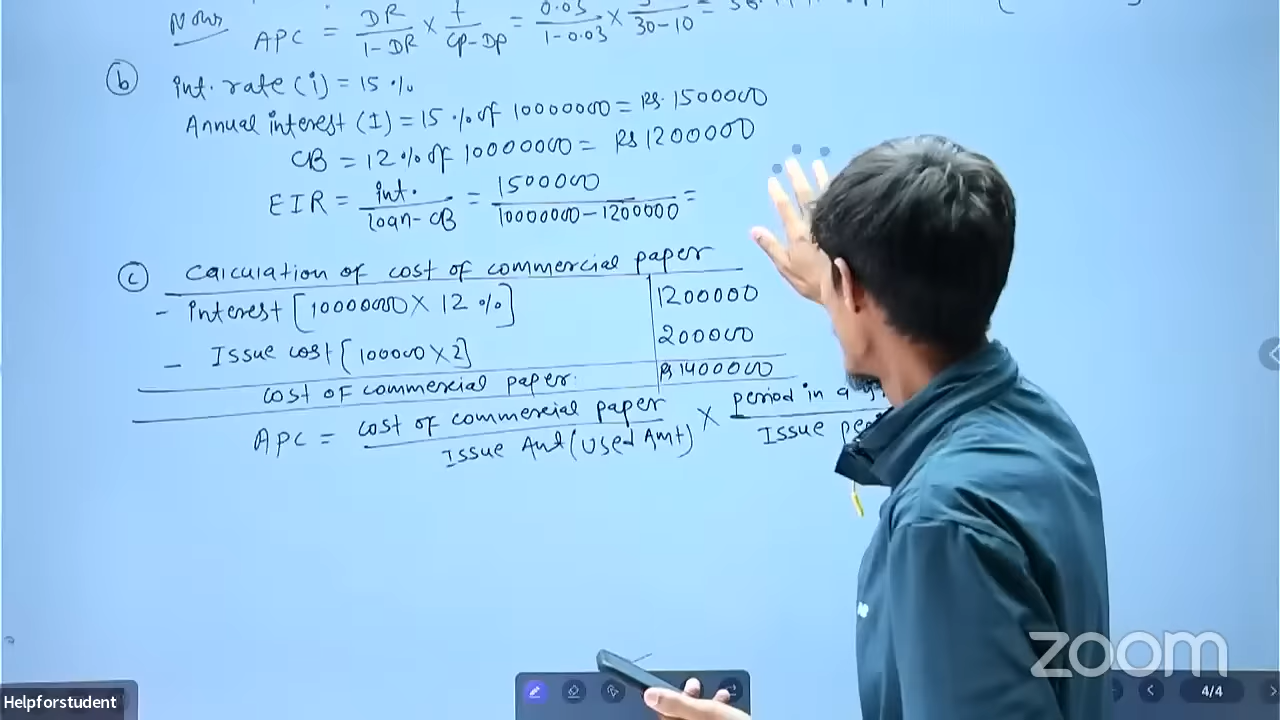 Now
APC = DR/1-DR × /CP-DP = 0.03/1-0.03 × /30-10 =
(b) int. rate (i) = 15 %
Annual interest (I) = 15 % of 10000000 = Rs. 1500000
CB = 12 % of 10000000 = Rs 1200000
EIR = int./loan-CB = 1500000/10000000-1200000 =
(c) Calculation of cost of commercial paper
- interest [10000000 × 12 %] 1200000
- Issue cost [100000 × 2] 200000
cost of commercial paper. Rs 1400000
APC = cost of commercial paper/Issue Amt (Used Amt) × period in a /Issue
Helpforstudent
zoom
4/4